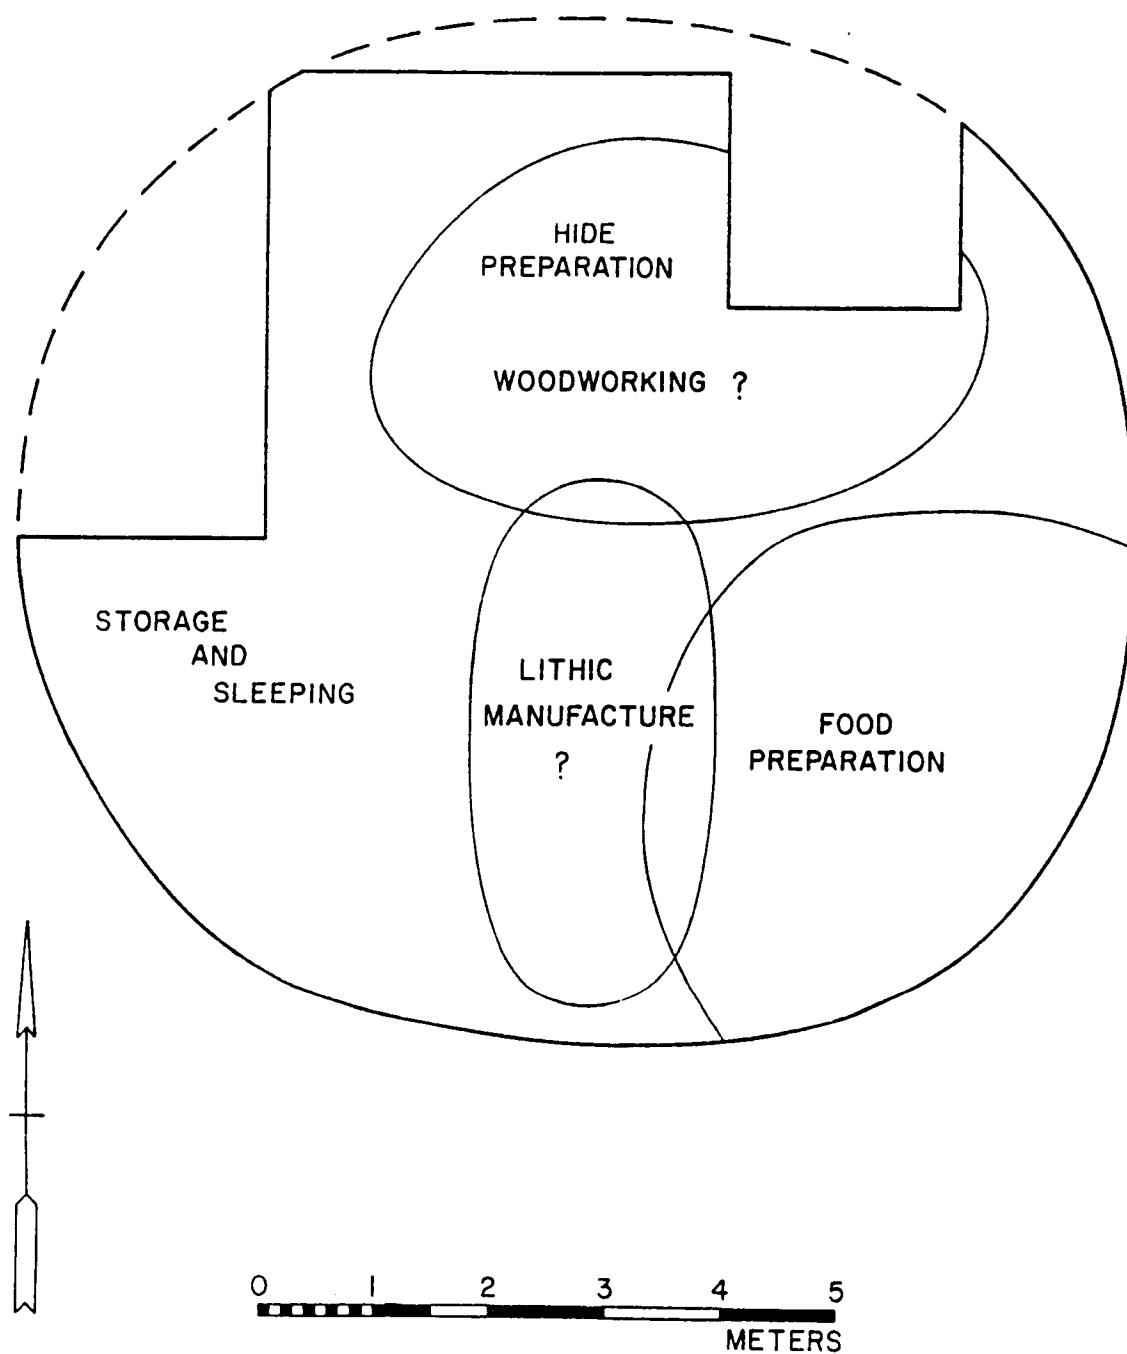 HIDE
PREPARATION
WOODWORKING ?
STORAGE
AND
SLEEPING
LITHIC
MANUFACTURE
?
FOOD
PREPARATION
0 1 2 3 4 5
METERS